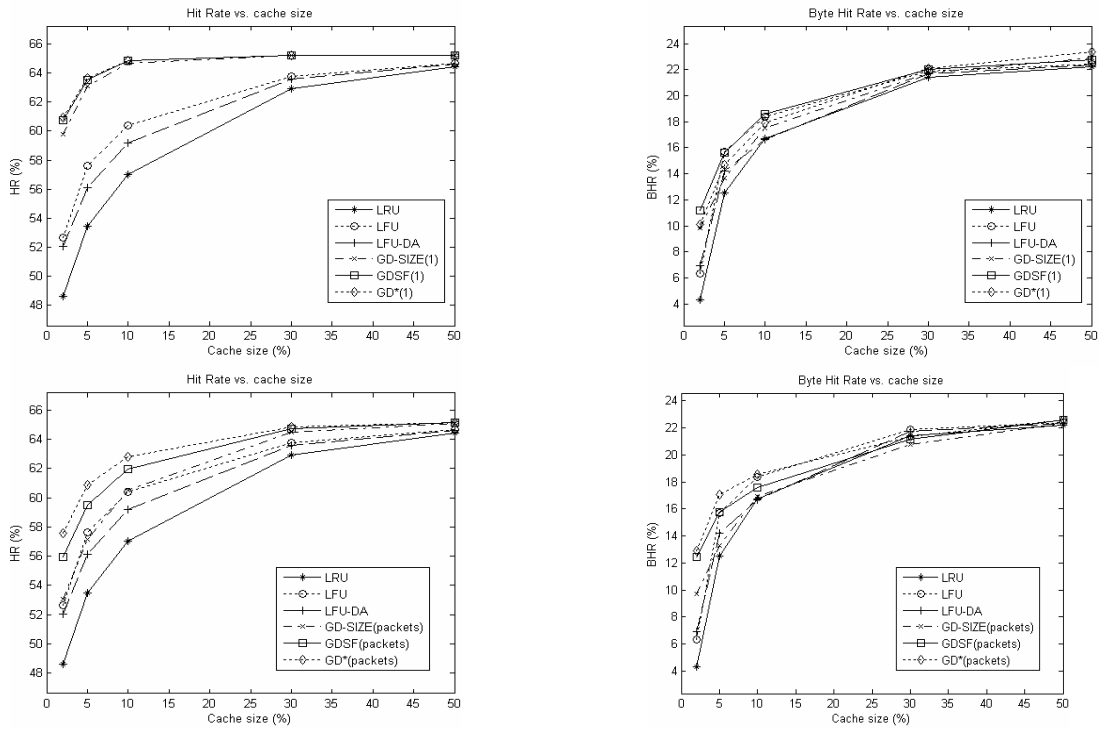 Hit Rate vs. cache size
66
64
62
60
58
56
54
52
50
48
HR (%)
0 5 10 15 20 25 30 35 40 45 50
Cache size (%)
LRU
LFU
LFU-DA
GD-SIZE(1)
GDSF(1)
GD*(1)
Byte Hit Rate vs. cache size
24
22
20
18
16
14
12
10
8
6
4
BHR (%)
0 5 10 15 20 25 30 35 40 45 50
Cache size (%)
LRU
LFU
LFU-DA
GD-SIZE(1)
GDSF(1)
GD*(1)
Hit Rate vs. cache size
66
64
62
60
58
56
54
52
50
48
HR (%)
0 5 10 15 20 25 30 35 40 45 50
Cache size (%)
LRU
LFU
LFU-DA
GD-SIZE(packets)
GDSF(packets)
GD*(packets)
Byte Hit Rate vs. cache size
24
22
20
18
16
14
12
10
8
6
4
BHR (%)
0 5 10 15 20 25 30 35 40 45 50
Cache size (%)
LRU
LFU
LFU-DA
GD-SIZE(packets)
GDSF(packets)
GD*(packets)